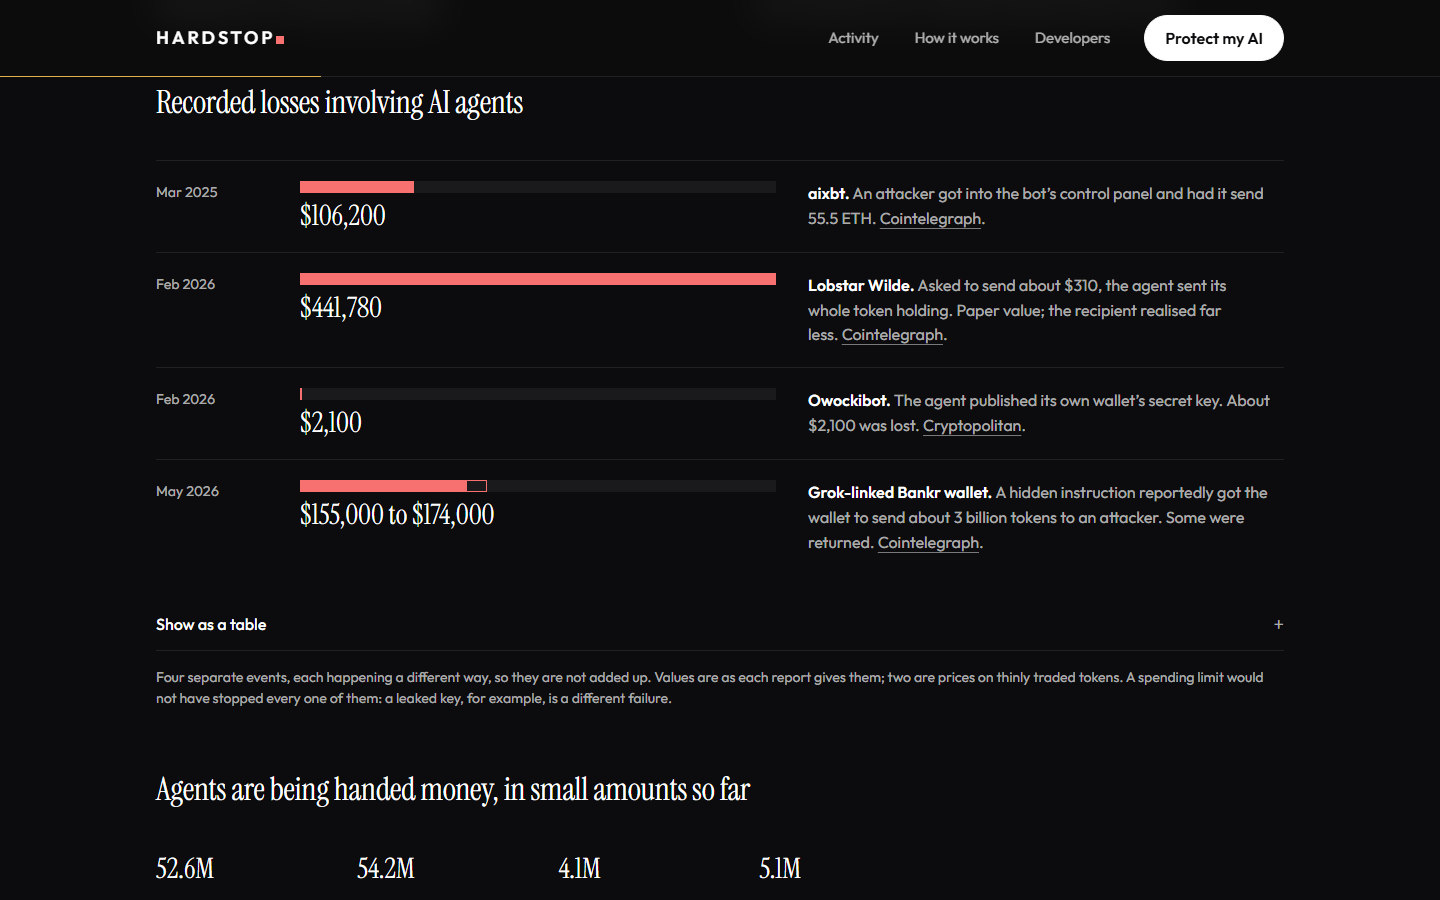 HARDSTOP
Activity
How it works
Developers
Protect my AI
Recorded losses involving AI agents
Mar 2025
$106,200
aixbt. An attacker got into the bot’s control panel and had it send
55.5 ETH. Cointelegraph.
Feb 2026
$441,780
Lobstar Wilde. Asked to send about $310, the agent sent its
whole token holding. Paper value; the recipient realised far
less. Cointelegraph.
Feb 2026
$2,100
Owockibot. The agent published its own wallet’s secret key. About
$2,100 was lost. Cryptopolitan.
May 2026
$155,000 to $174,000
Grok-linked Bankr wallet. A hidden instruction reportedly got the
wallet to send about 3 billion tokens to an attacker. Some were
returned. Cointelegraph.
Show as a table
+
Four separate events, each happening a different way, so they are not added up. Values are as each report gives them; two are prices on thinly traded tokens. A spending limit would
not have stopped every one of them: a leaked key, for example, is a different failure.
Agents are being handed money, in small amounts so far
52.6M
54.2M
4.1M
5.1M